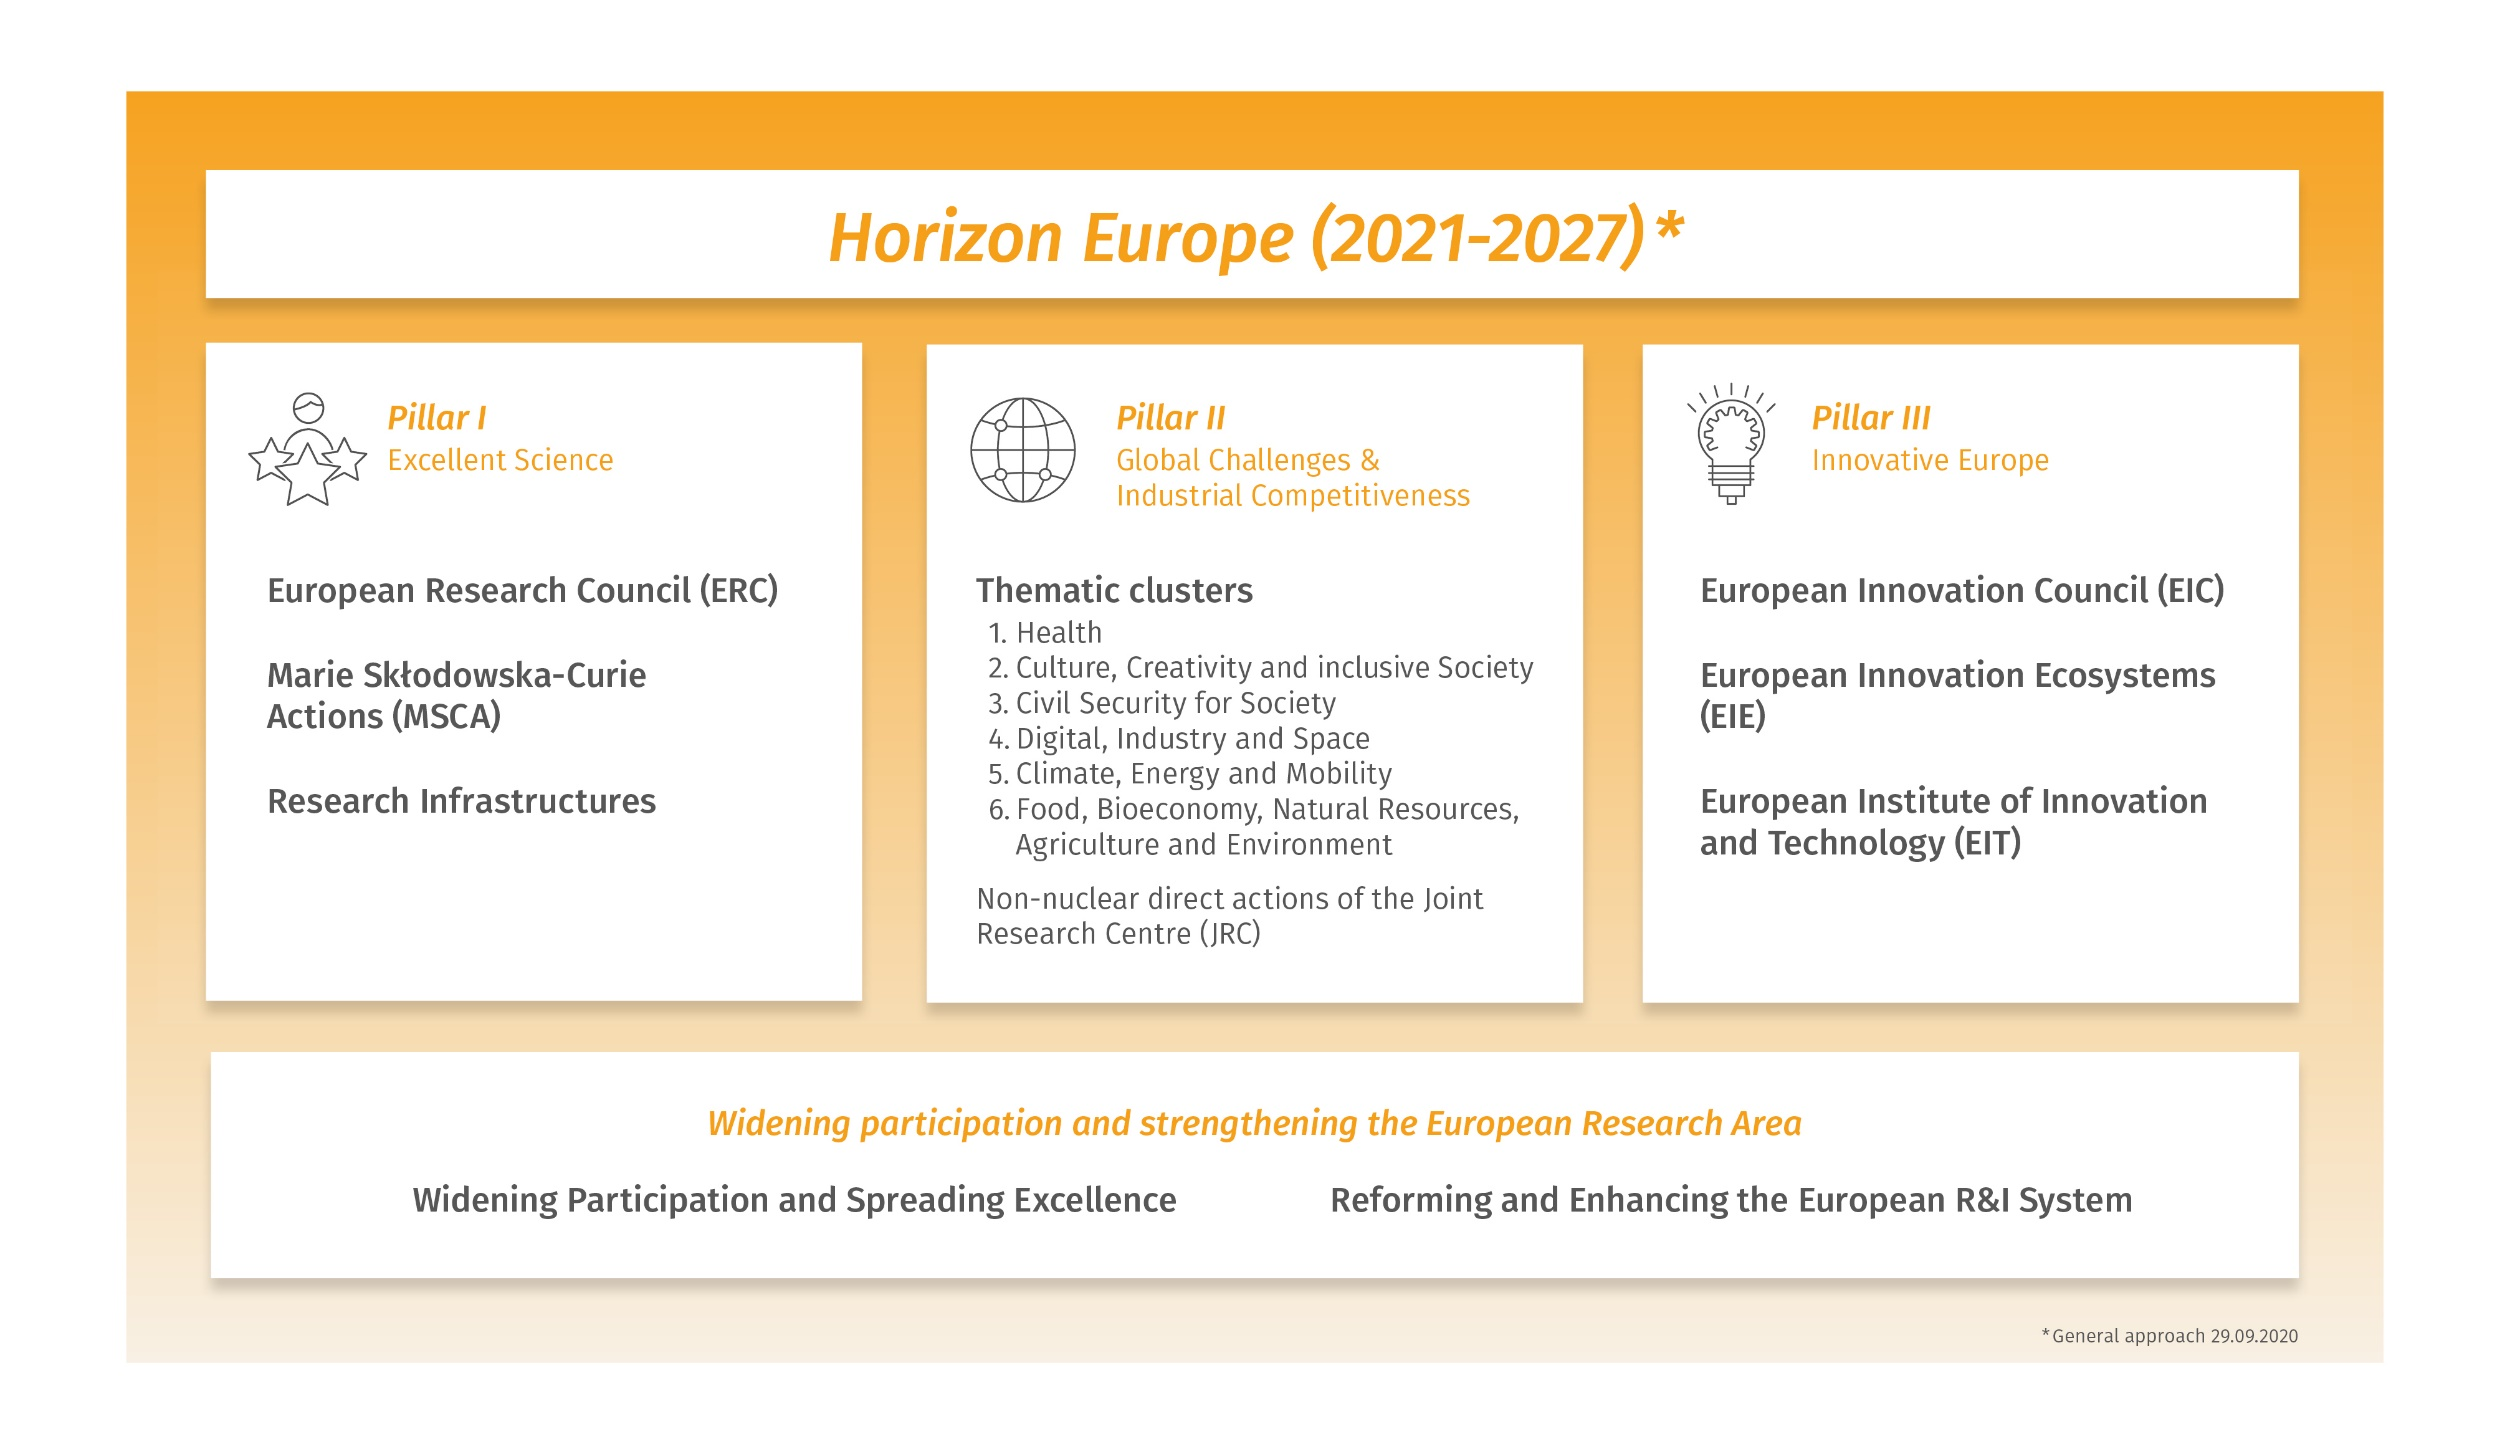 Horizon Europe (2021-2027)*
Pillar I
Excellent Science
European Research Council (ERC)
Marie Skłodowska-Curie
Actions (MSCA)
Research Infrastructures
Pillar II
Global Challenges &
Industrial Competitiveness
Thematic clusters
1. Health
2. Culture, Creativity and inclusive Society
3. Civil Security for Society
4. Digital, Industry and Space
5. Climate, Energy and Mobility
6. Food, Bioeconomy, Natural Resources,
Agriculture and Environment
Non-nuclear direct actions of the Joint
Research Centre (JRC)
Pillar III
Innovative Europe
European Innovation Council (EIC)
European Innovation Ecosystems
(EIE)
European Institute of Innovation
and Technology (EIT)
Widening participation and strengthening the European Research Area
Widening Participation and Spreading Excellence
Reforming and Enhancing the European R&I System
*General approach 29.09.2020